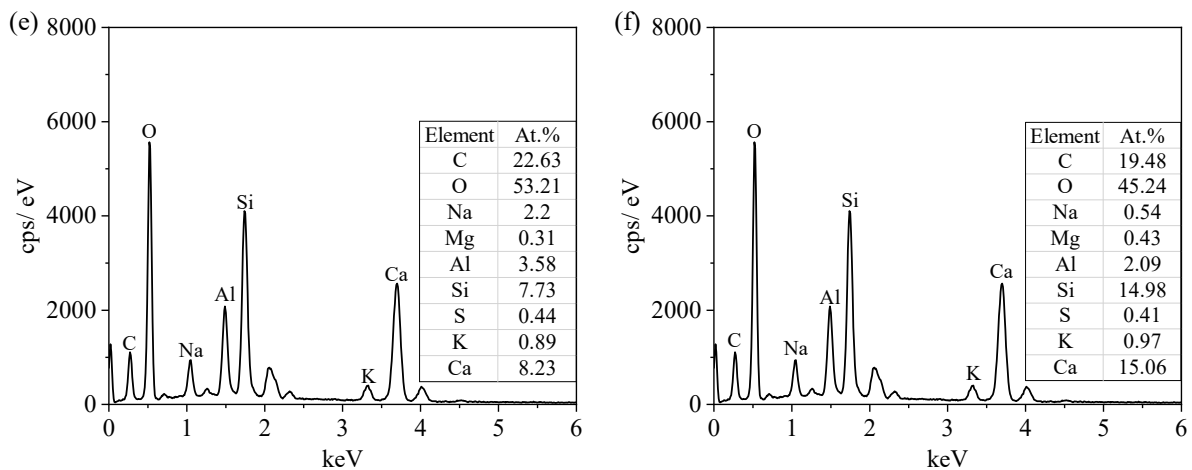 (e)
8000
6000
4000
2000
0
cps/ eV
O
Si
Ca
Al
C
Na
K
Element At.%
C 22.63
O 53.21
Na 2.2
Mg 0.31
Al 3.58
Si 7.73
S 0.44
K 0.89
Ca 8.23
0 1 2 3 4 5 6
keV
(f)
8000
6000
4000
2000
0
cps/ eV
O
Si
Ca
Al
C
Na
K
Element At.%
C 19.48
O 45.24
Na 0.54
Mg 0.43
Al 2.09
Si 14.98
S 0.41
K 0.97
Ca 15.06
0 1 2 3 4 5 6
keV